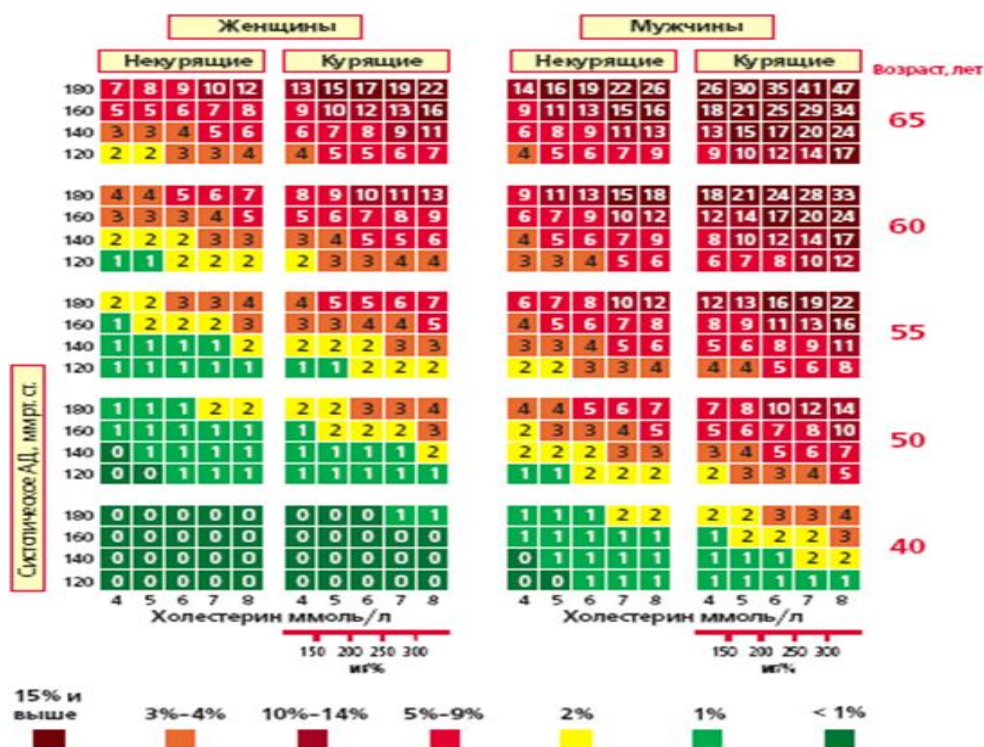 Женщины Мужчины
Некурящие Курящие Некурящие Курящие Возраст, лет
180 7 8 9 10 12 13 15 17 19 22 14 16 19 22 26 26 30 35 41 47
160 5 5 6 7 8 9 10 12 13 16 9 11 13 15 16 18 21 25 29 34
65
140 3 3 4 5 6 6 7 8 9 11 6 8 9 11 13 13 15 17 20 24
120 2 2 3 3 4 4 5 5 6 7 4 5 6 7 9 9 10 12 14 17
180 4 4 5 6 7 8 9 10 11 13 9 11 13 15 18 18 21 24 28 33
160 3 3 3 4 5 5 6 7 8 9 6 7 9 10 12 12 14 17 20 24
60
140 2 2 2 3 3 3 4 5 5 6 4 5 6 7 9 8 10 12 14 17
120 1 1 2 2 2 2 3 3 4 4 3 3 4 5 6 6 7 8 10 12
180 2 2 3 3 4 4 5 5 6 7 6 7 8 10 12 12 13 16 19 22
160 1 2 2 2 3 3 3 4 4 5 4 5 6 7 8 8 9 11 13 16
55
140 1 1 1 1 2 2 2 2 3 3 3 3 4 5 6 5 6 8 9 11
120 1 1 1 1 1 1 1 2 2 2 2 2 3 3 4 4 4 5 6 8
180 1 1 1 2 2 2 2 3 3 4 4 4 5 6 7 7 8 10 12 14
160 1 1 1 1 1 1 2 2 2 3 2 3 3 4 5 5 6 7 8 10
50
140 0 1 1 1 1 1 1 1 1 2 2 2 2 3 3 3 4 5 6 7
120 0 0 1 1 1 1 1 1 1 1 1 1 2 2 2 2 3 3 4 5
180 0 0 0 0 0 0 0 0 1 1 1 1 1 2 2 2 2 3 3 4
160 0 0 0 0 0 0 0 0 0 0 1 1 1 1 1 1 2 2 2 3
40
140 0 0 0 0 0 0 0 0 0 0 0 1 1 1 1 1 1 1 2 2
120 0 0 0 0 0 0 0 0 0 0 0 0 1 1 1 1 1 1 1 1
4 5 6 7 8 4 5 6 7 8 4 5 6 7 8 4 5 6 7 8
Систалическое АД, ммрт. ст.
Холестерин ммоль/л Холестерин ммоль/л
150 200 250 300 150 200 250 300
15% и
выше 3%–4% 10%–14% 5%–9% 2% 1% < 1%